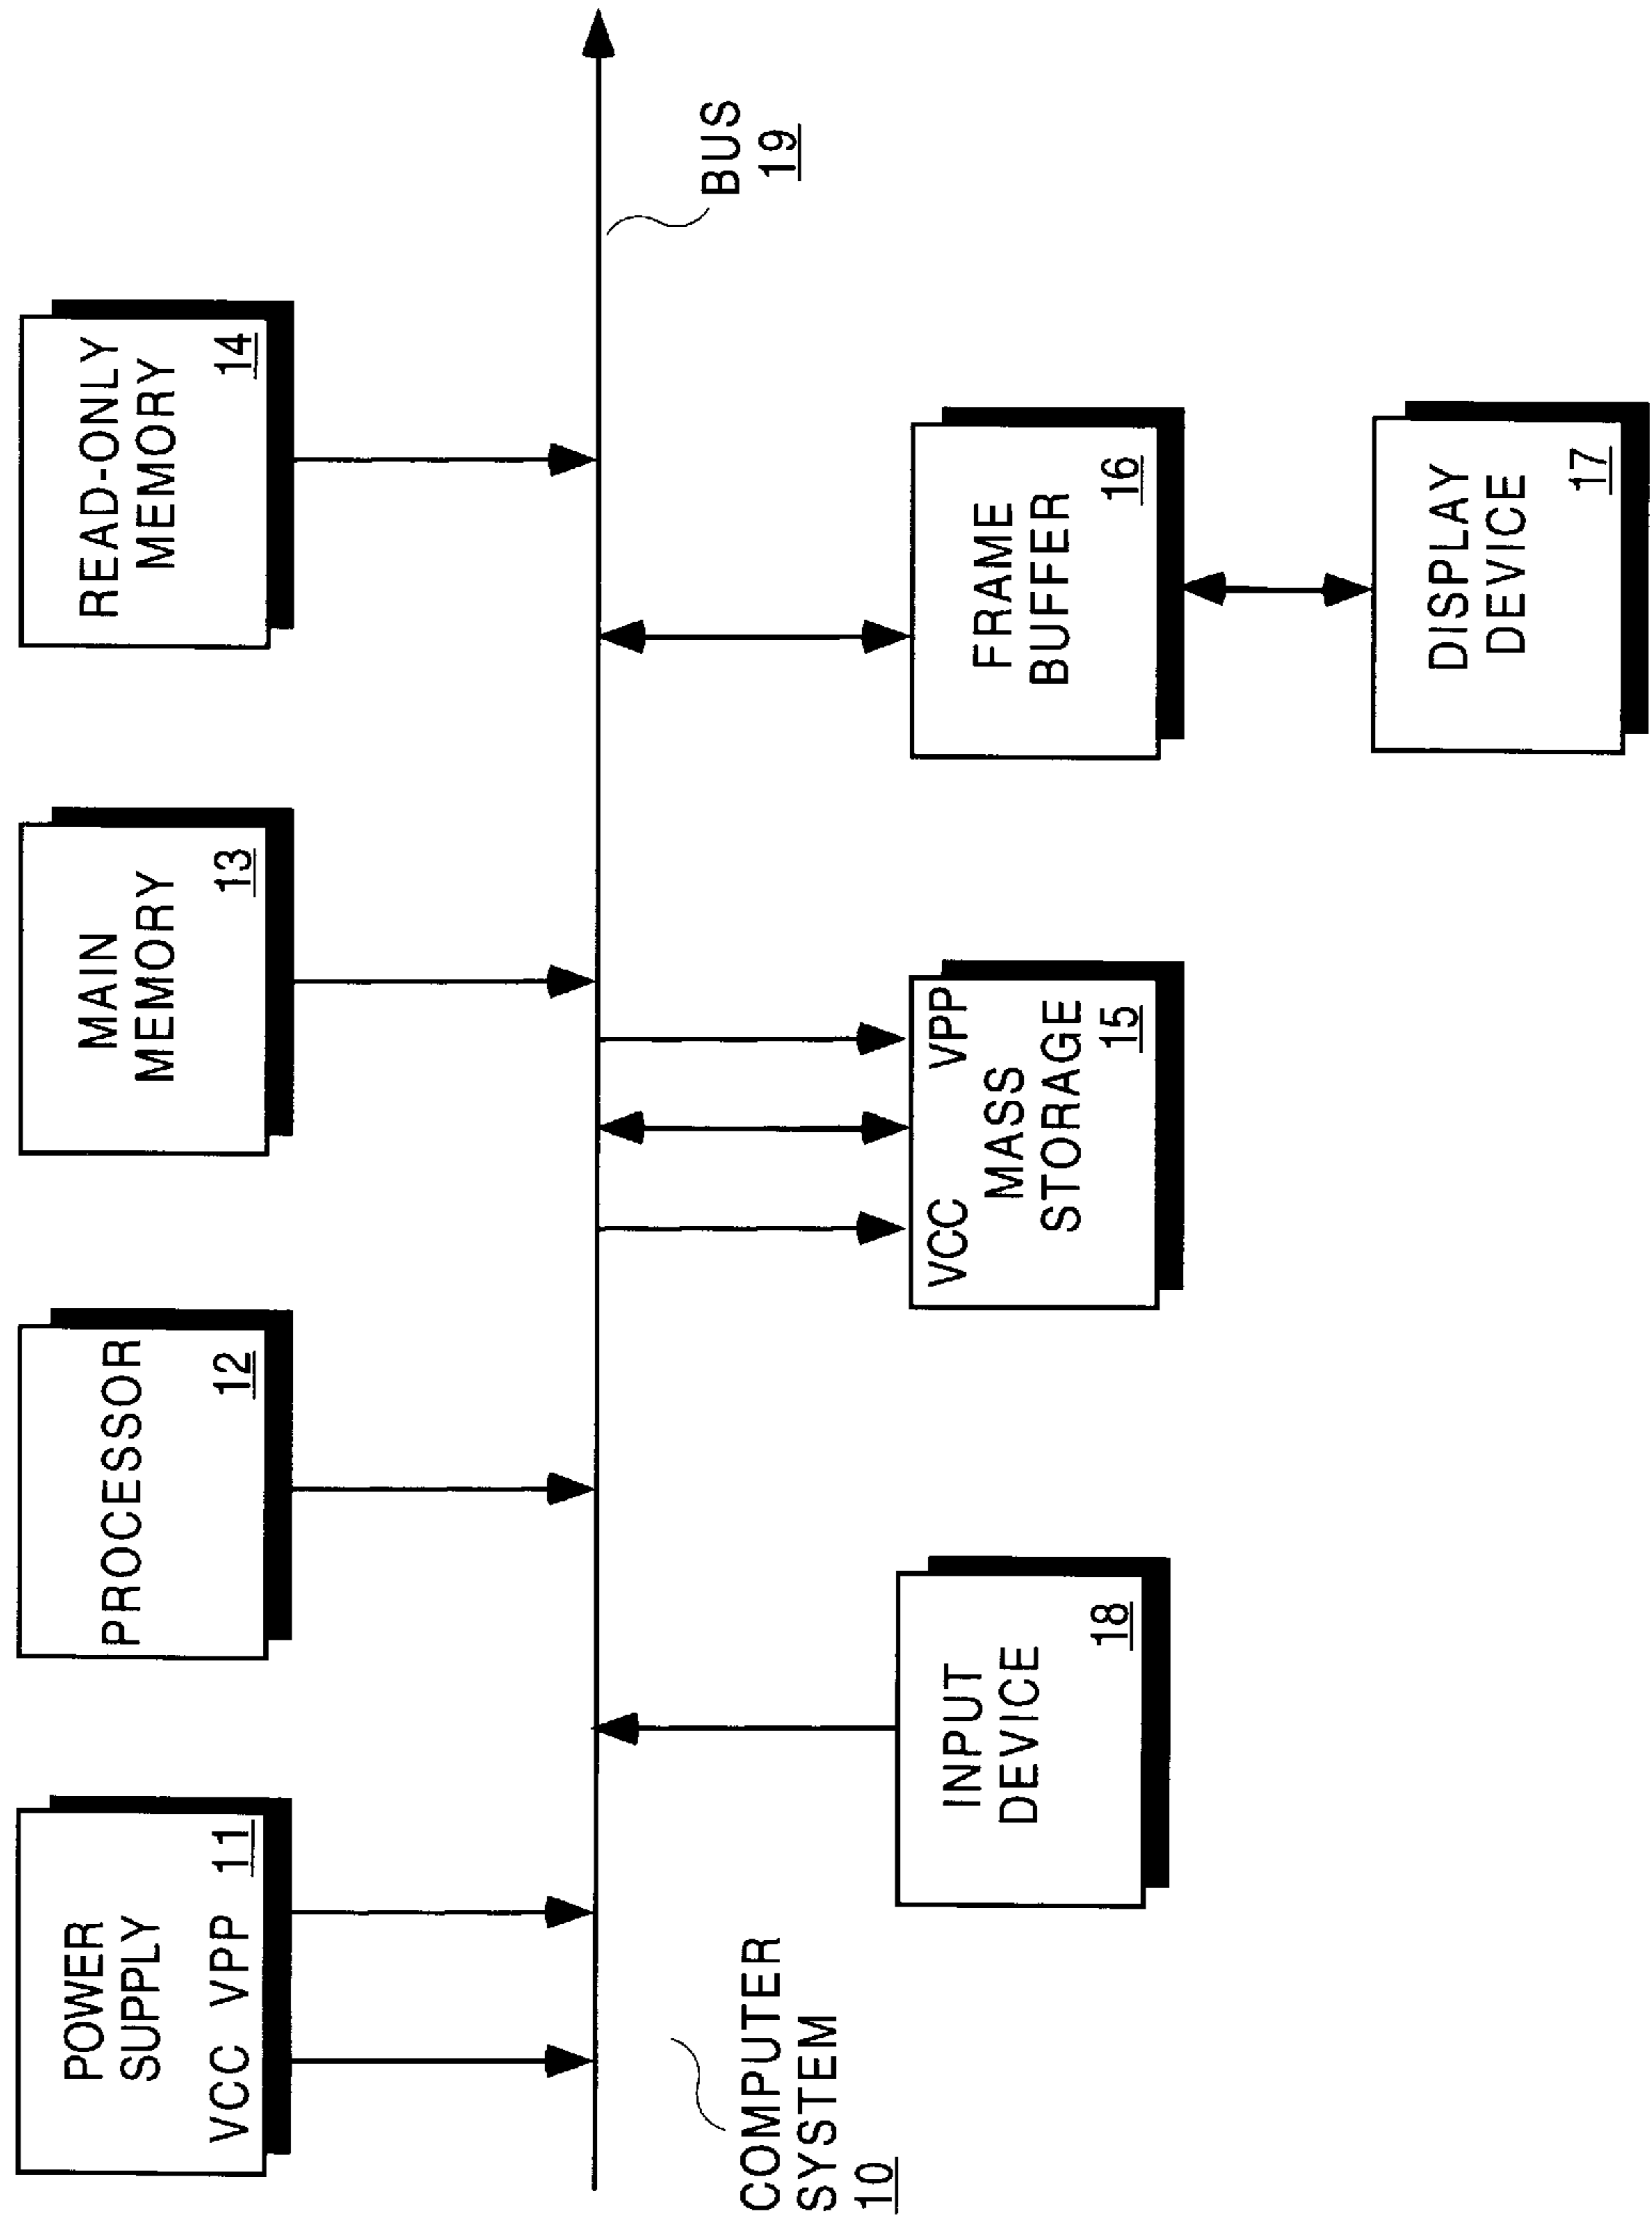 POWER
SUPPLY
VCC VPP 11
PROCESSOR
12
MAIN
MEMORY
13
READ-ONLY
MEMORY
14
BUS
19
COMPUTER
SYSTEM
10
INPUT
DEVICE
18
VCC VPP
MASS
STORAGE
15
FRAME
BUFFER
16
DISPLAY
DEVICE
17